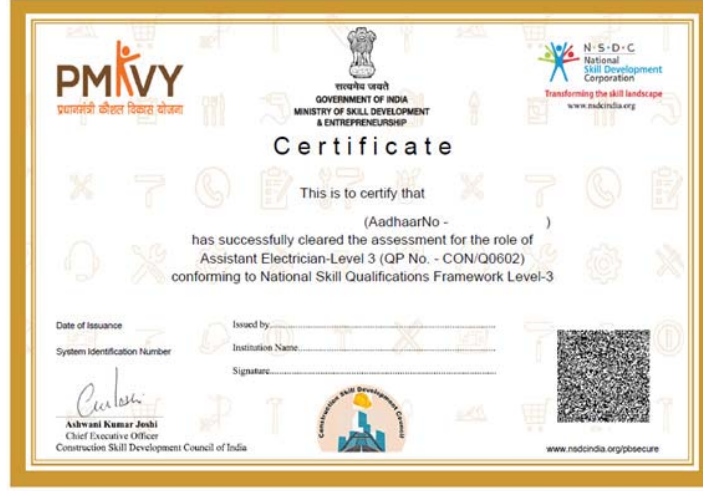 PMKVY
प्रधानमंत्री कौशल विकास योजना
सत्यमेव जयते
GOVERNMENT OF INDIA
MINISTRY OF SKILL DEVELOPMENT
& ENTREPRENEURSHIP
N·S·D·C
National
Skill Development
Corporation
Transforming the skill landscape
www.nsdcindia.org
Certificate
This is to certify that
(AadhaarNo - )
has successfully cleared the assessment for the role of
Assistant Electrician-Level 3 (QP No. - CON/Q0602)
conforming to National Skill Qualifications Framework Level-3
Date of Issuance
System Identification Number
Issued by
Institution Name
Signature
Ashwani Kumar Joshi
Chief Executive Officer
Construction Skill Development Council of India
Construction Skill Development Council
www.nsdcindia.org/pbsecure